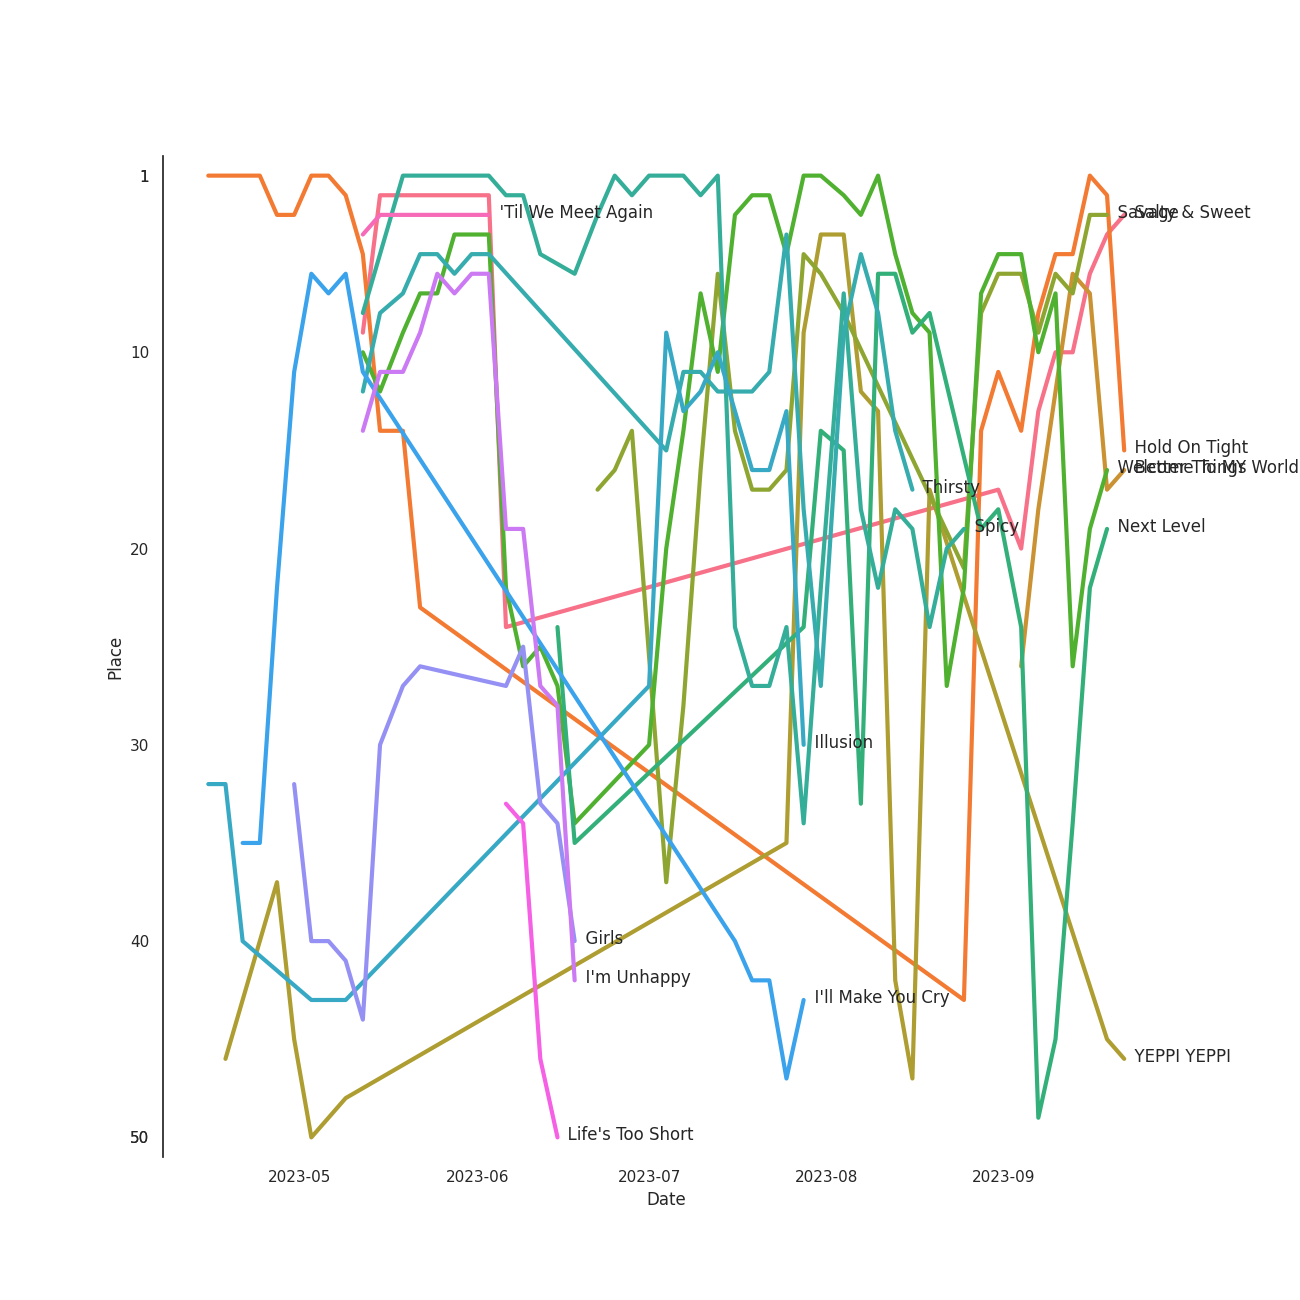 1
10
20
30
40
50
Place
2023-05
2023-06
2023-07
2023-08
2023-09
Date
'Til We Meet Again
Savage
Salty & Sweet
Hold On Tight
Welcome To MY World
Better Things
Thirsty
Spicy
Next Level
Illusion
Girls
I'm Unhappy
I'll Make You Cry
YEPPI YEPPI
Life's Too Short